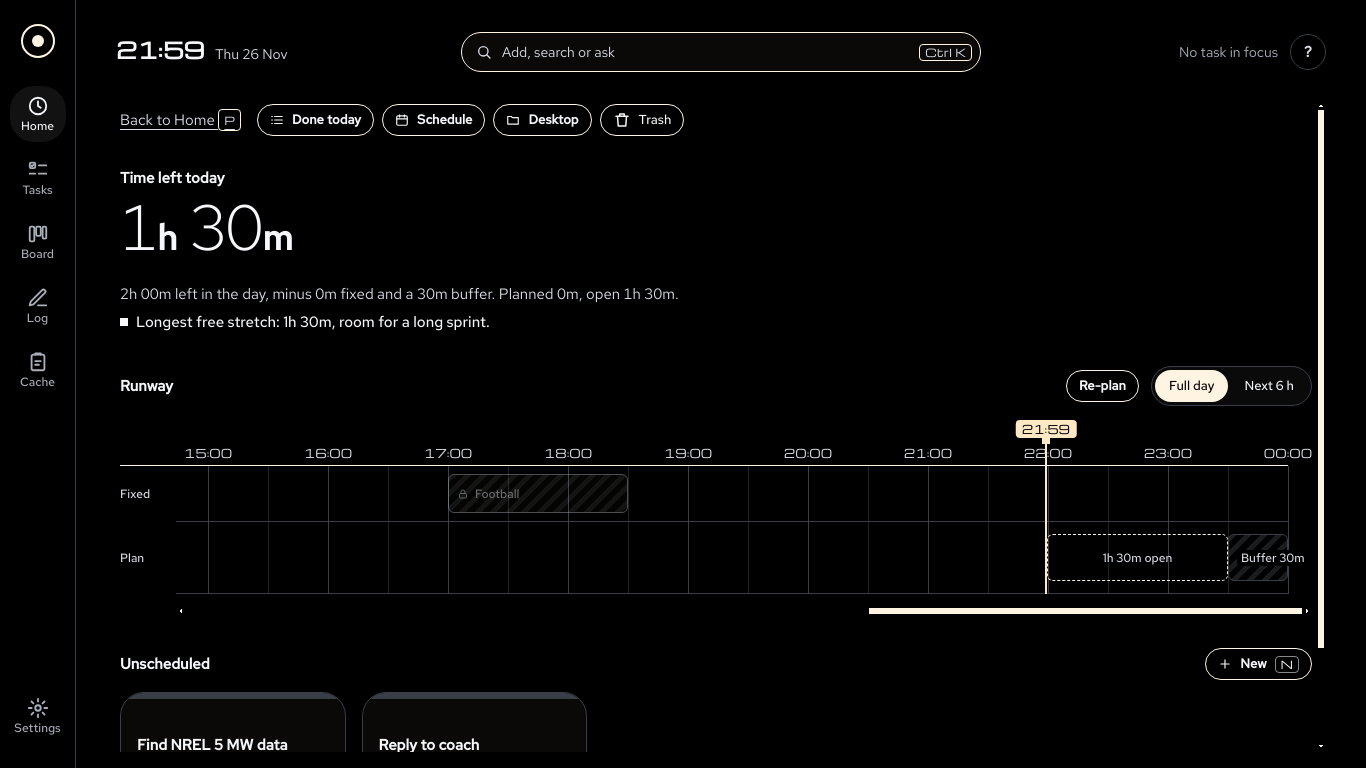 21:59 Thu 26 Nov
Add, search or ask Ctrl K
No task in focus ?
Home
Tasks
Board
Log
Cache
Settings
Back to Home P Done today Schedule Desktop Trash
Time left today
1h 30m
2h 00m left in the day, minus 0m fixed and a 30m buffer. Planned 0m, open 1h 30m.
Longest free stretch: 1h 30m, room for a long sprint.
Runway Re-plan Full day Next 6 h
21:59
15:00 16:00 17:00 18:00 19:00 20:00 21:00 22:00 23:00 00:00
Fixed Football
Plan 1h 30m open Buffer 30m
Unscheduled + New N
Find NREL 5 MW data Reply to coach